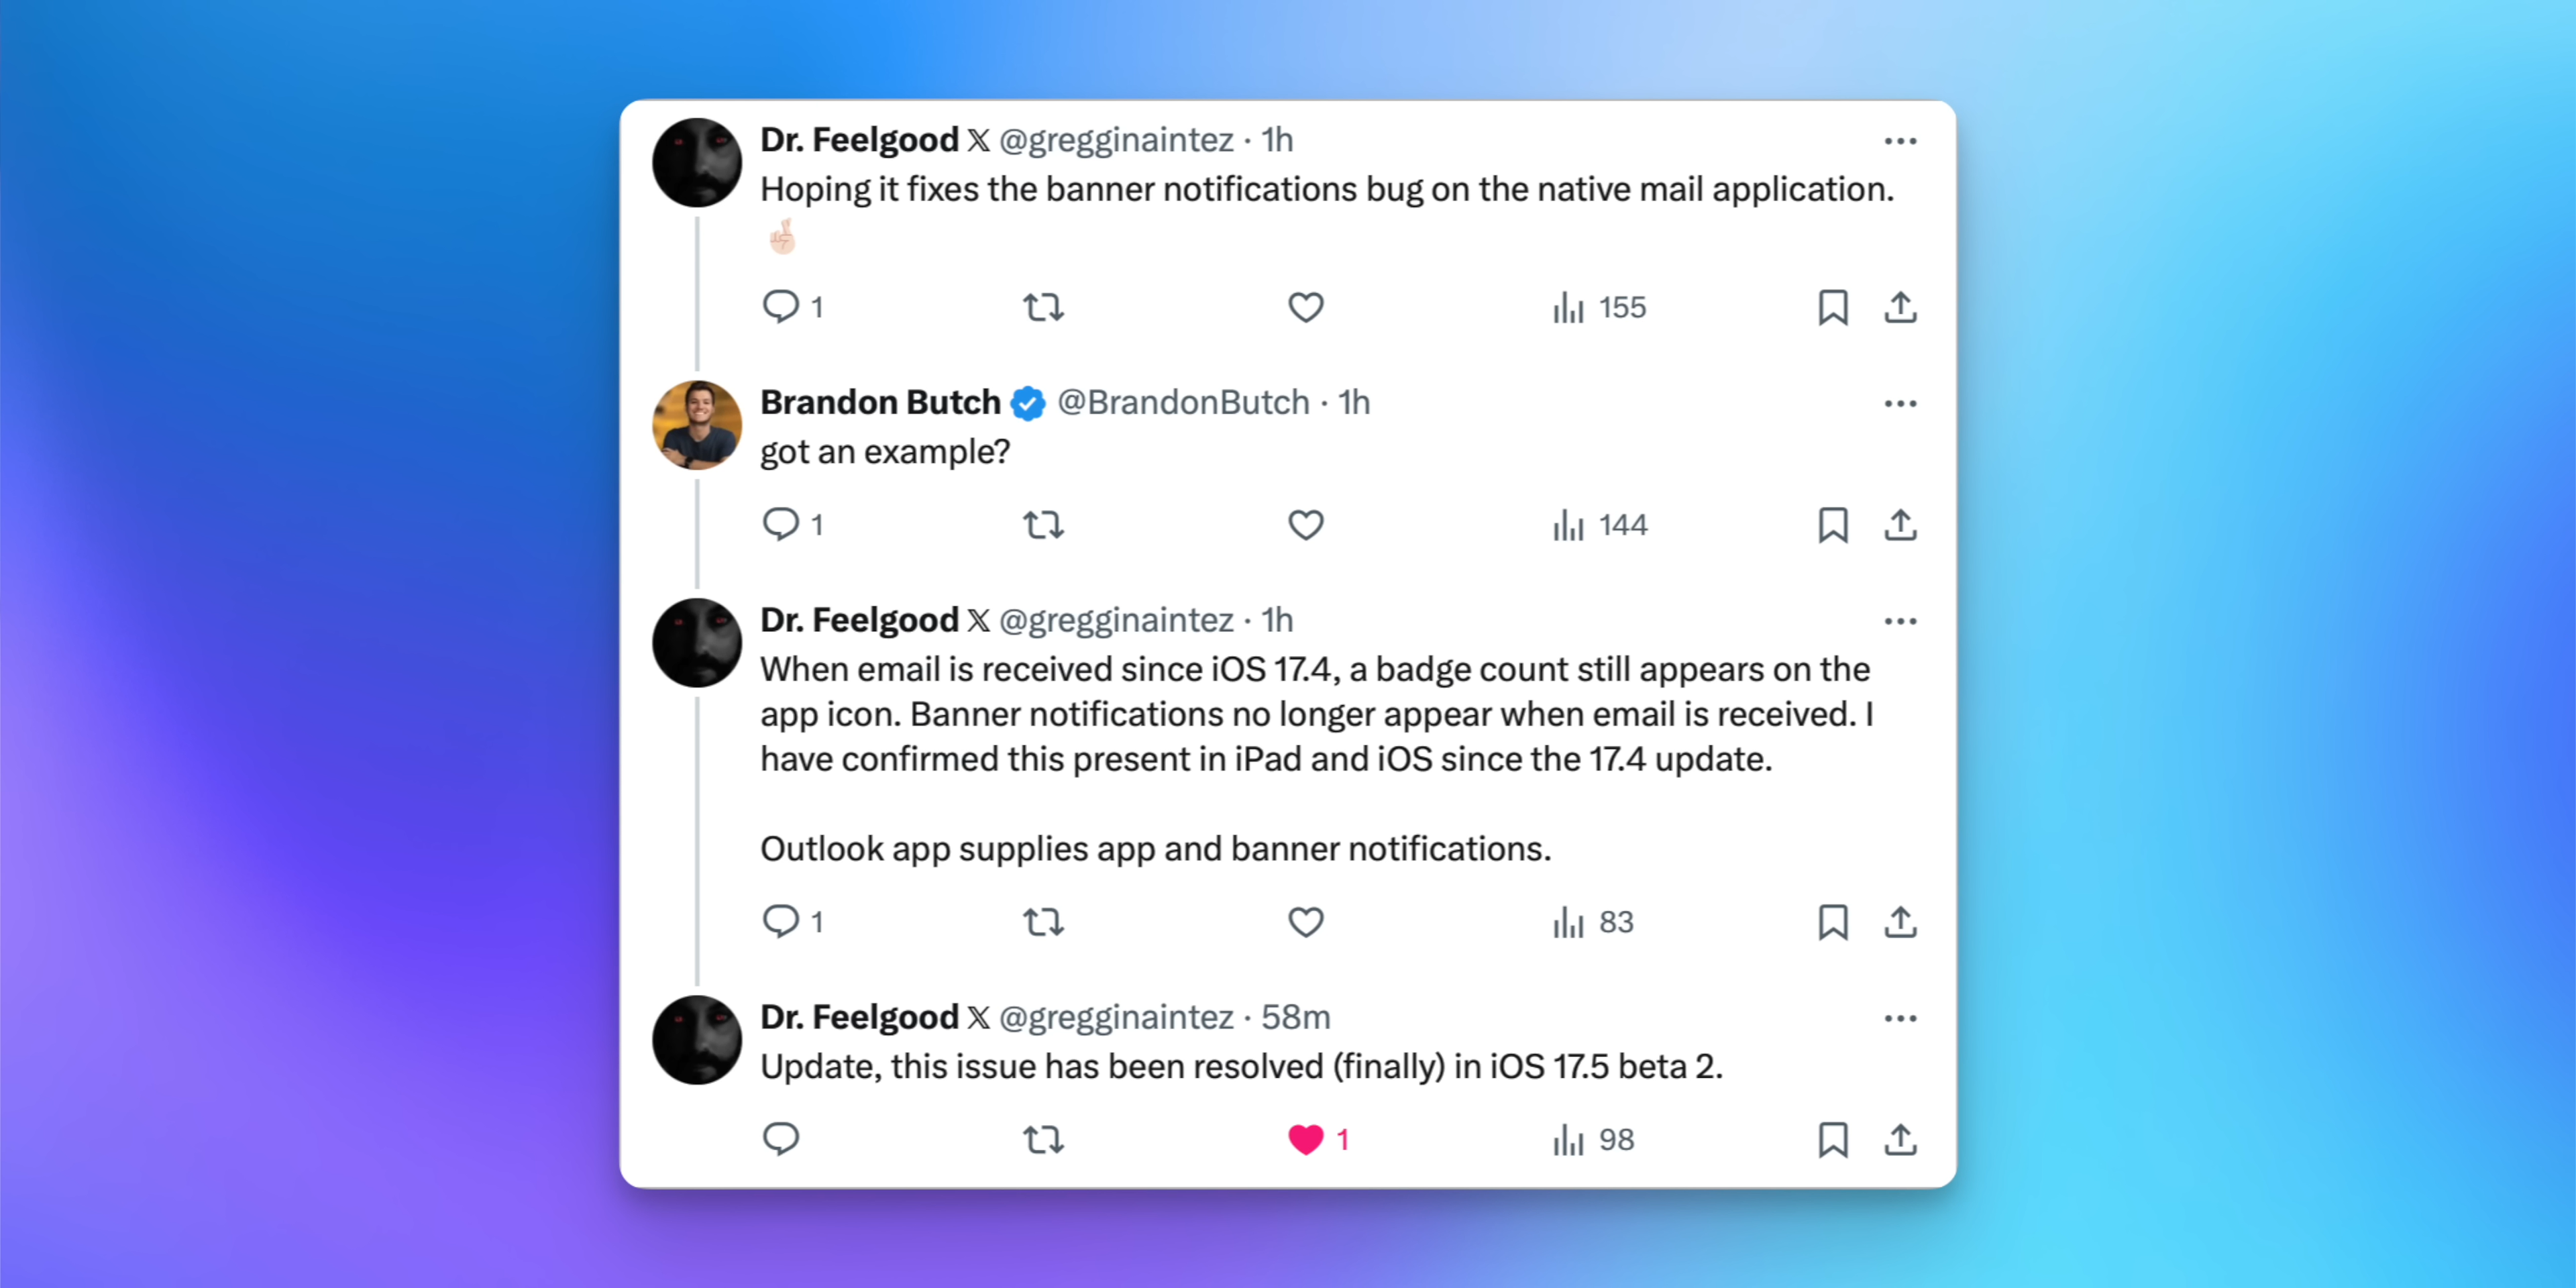 Dr. Feelgood 𝕏 @gregginaintez · 1h
Hoping it fixes the banner notifications bug on the native mail application.
🤞🏻
1 155
Brandon Butch @BrandonButch · 1h
got an example?
1 144
Dr. Feelgood 𝕏 @gregginaintez · 1h
When email is received since iOS 17.4, a badge count still appears on the
app icon. Banner notifications no longer appear when email is received. I
have confirmed this present in iPad and iOS since the 17.4 update.
Outlook app supplies app and banner notifications.
1 83
Dr. Feelgood 𝕏 @gregginaintez · 58m
Update, this issue has been resolved (finally) in iOS 17.5 beta 2.
1 98